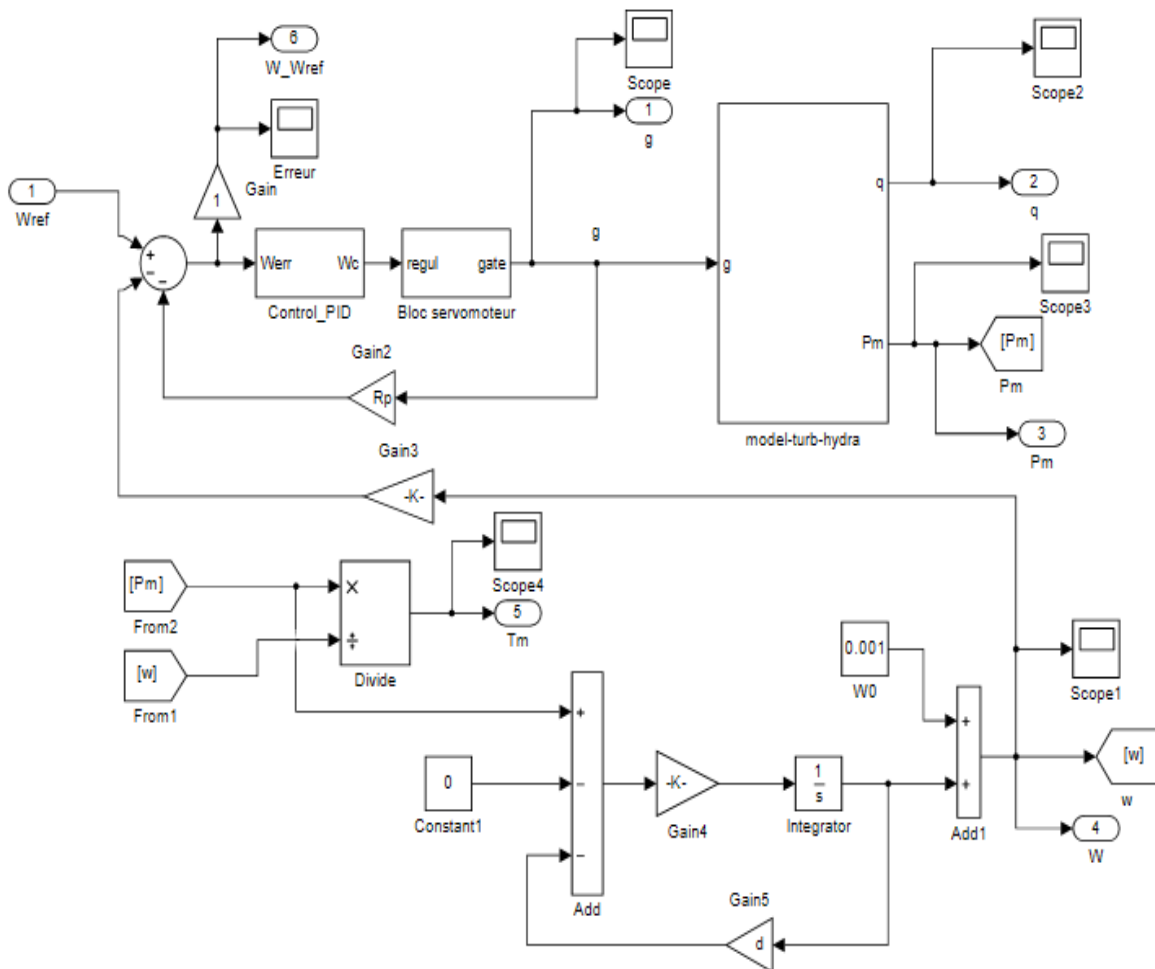 6
W_Wref
Scope
Scope2
1
g
Erreur
Gain
1
1
Wref
q
2
q
+
−
−
Werr
Wc
Control_PID
regul
gate
Bloc servomoteur
g
g
Scope3
Pm
[Pm]
Pm
Gain2
Rp
model-turb-hydra
3
Pm
Gain3
-K-
Scope4
[Pm]
From2
×
÷
Divide
5
Tm
[w]
From1
0.001
W0
Scope1
+
−
−
Add
0
Constant1
-K-
Gain4
1
s
Integrator
+
+
Add1
[w]
w
4
W
Gain5
d